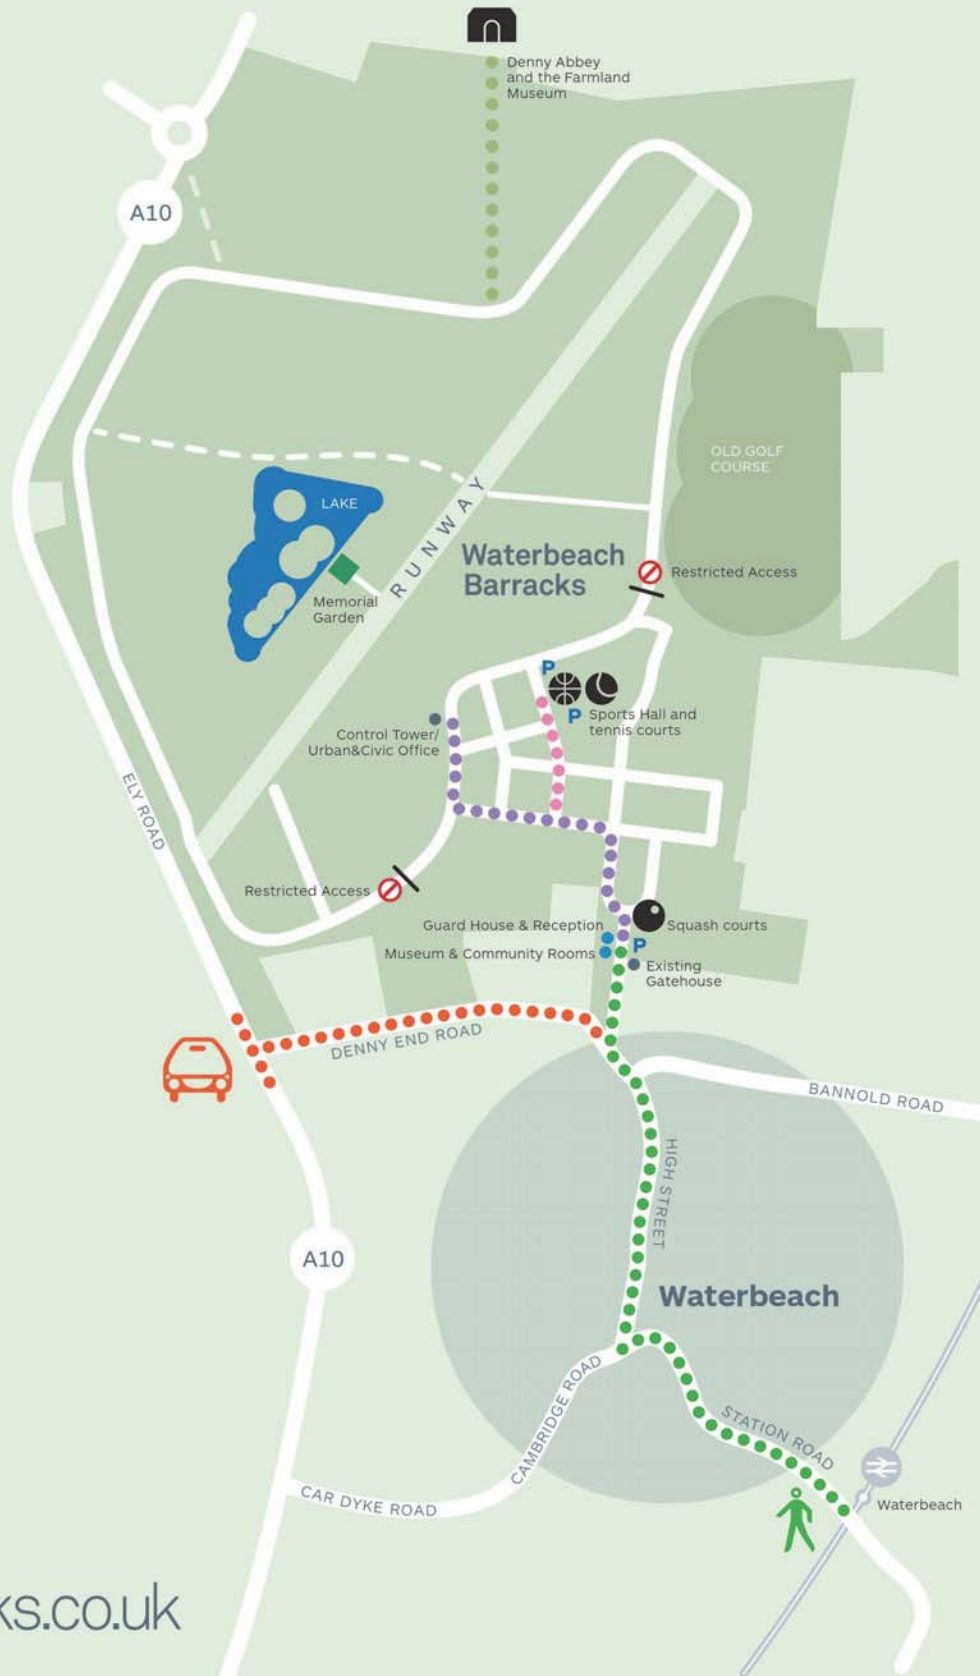 Denny Abbey
and the Farmland
Museum
A10
OLD GOLF
COURSE
LAKE
RUNWAY
Waterbeach
Barracks
Restricted Access
Memorial
Garden
P
P
Sports Hall and
tennis courts
Control Tower/
Urban&Civic Office
ELY ROAD
Restricted Access
Guard House & Reception
Squash courts
Museum & Community Rooms
P
Existing
Gatehouse
DENNY END ROAD
BANNOLD ROAD
HIGH STREET
A10
Waterbeach
CAMBRIDGE ROAD
STATION ROAD
CAR DYKE ROAD
Waterbeach
ks.co.uk